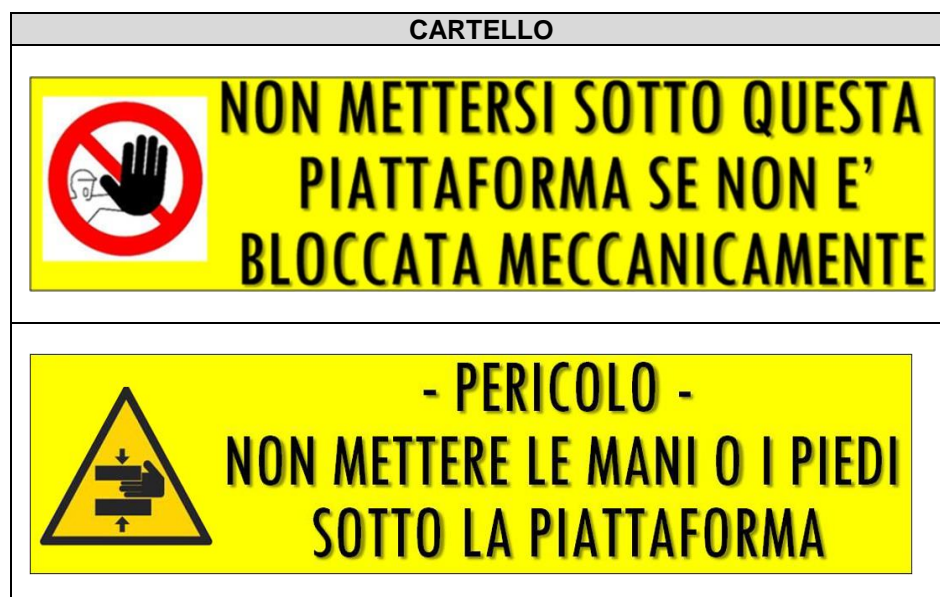 CARTELLO
NON METTERSI SOTTO QUESTA
PIATTAFORMA SE NON E'
BLOCCATA MECCANICAMENTE
- PERICOLO -
NON METTERE LE MANI O I PIEDI
SOTTO LA PIATTAFORMA